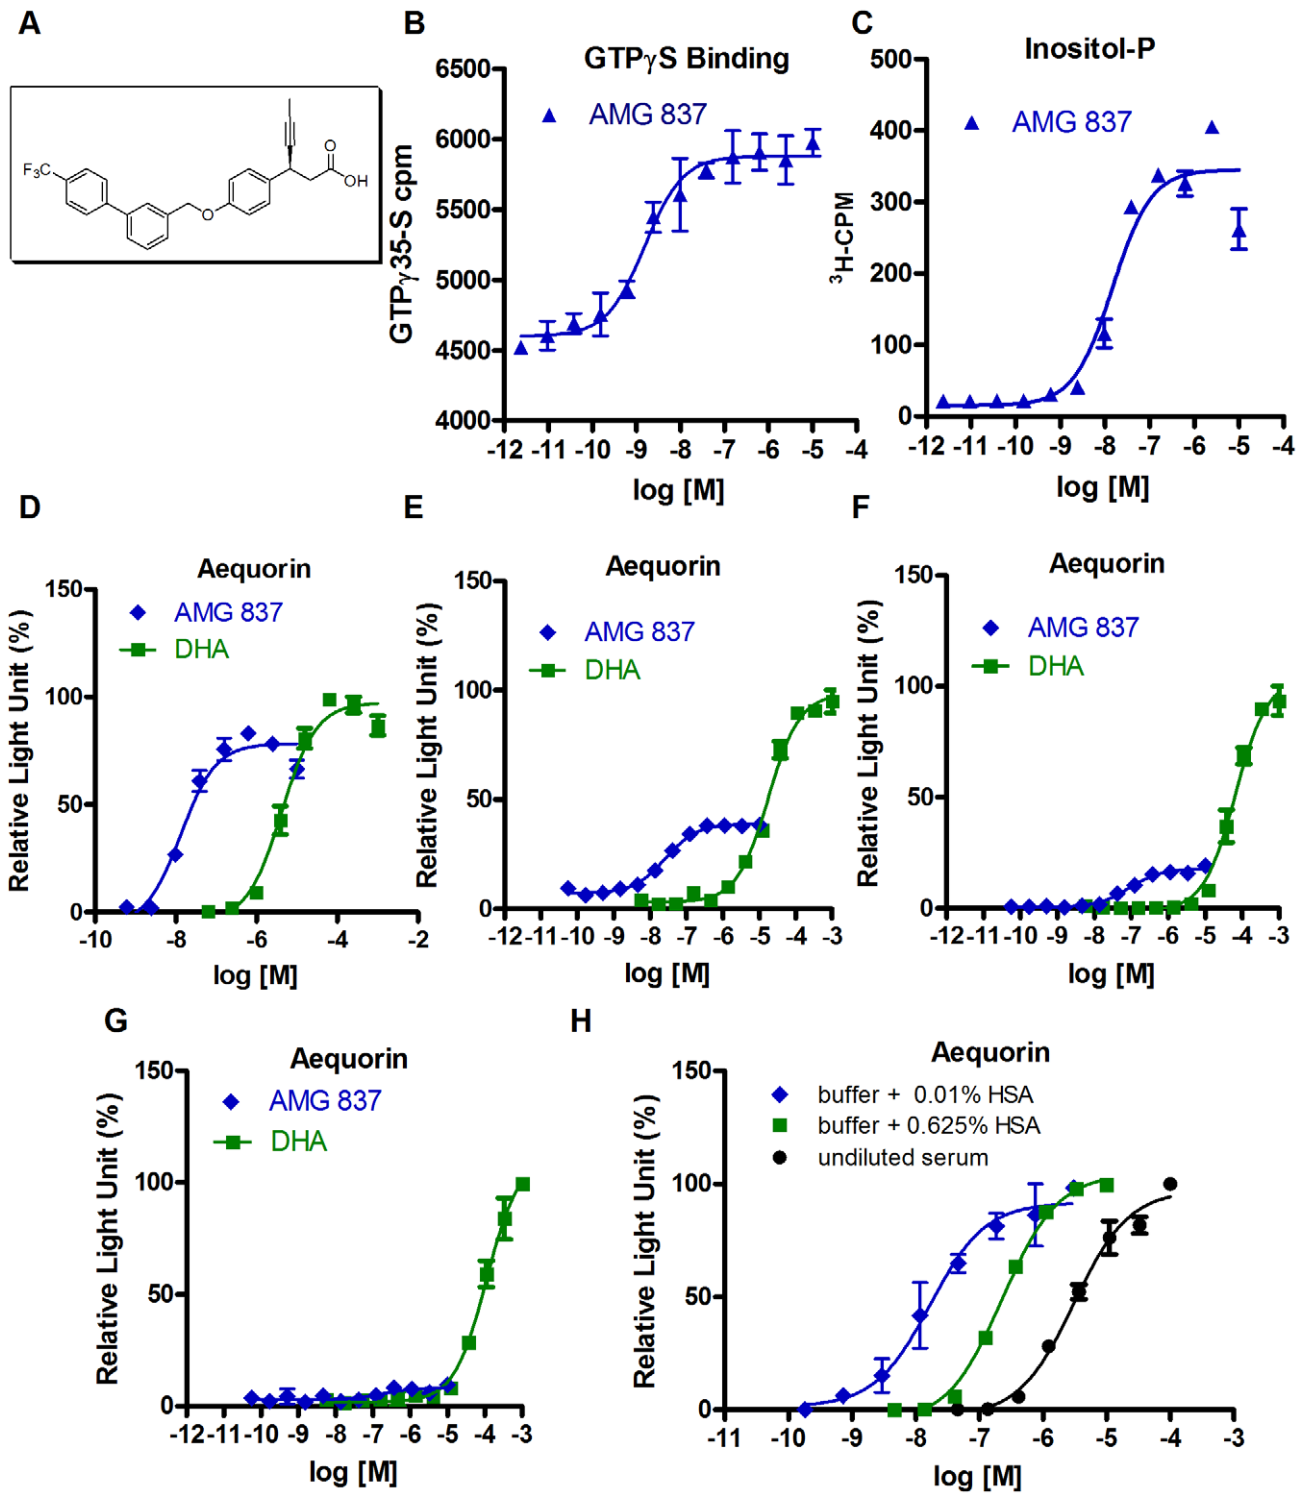 A
F3C
O
O
OH
B
GTPγS Binding
AMG 837
GTPγ35-S cpm
6500
6000
5500
5000
4500
4000
-12 -11 -10 -9 -8 -7 -6 -5 -4
log [M]
C
Inositol-P
AMG 837
3H-CPM
500
400
300
200
100
0
-12 -11 -10 -9 -8 -7 -6 -5 -4
log [M]
D
Aequorin
AMG 837
DHA
Relative Light Unit (%)
150
100
50
0
-10 -8 -6 -4 -2
log [M]
E
Aequorin
AMG 837
DHA
Relative Light Unit (%)
150
100
50
0
-12 -11 -10 -9 -8 -7 -6 -5 -4 -3
log [M]
F
Aequorin
AMG 837
DHA
Relative Light Unit (%)
150
100
50
0
-12 -11 -10 -9 -8 -7 -6 -5 -4 -3
log [M]
G
Aequorin
AMG 837
DHA
Relative Light Unit (%)
150
100
50
0
-12 -11 -10 -9 -8 -7 -6 -5 -4 -3
log [M]
H
Aequorin
buffer + 0.01% HSA
buffer + 0.625% HSA
undiluted serum
Relative Light Unit (%)
150
100
50
0
-11 -10 -9 -8 -7 -6 -5 -4 -3
log [M]